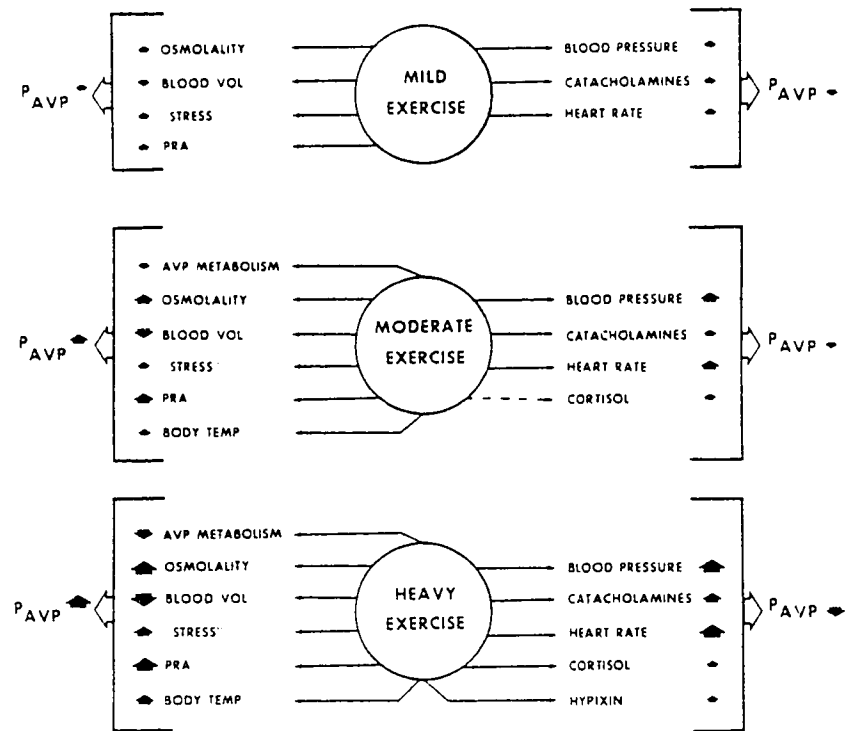 OSMOLALITY
BLOOD VOL
STRESS
PRA
P AVP
MILD
EXERCISE
BLOOD PRESSURE
CATACHOLAMINES
HEART RATE
P AVP
AVP METABOLISM
OSMOLALITY
BLOOD VOL
STRESS
PRA
BODY TEMP
P AVP
MODERATE
EXERCISE
BLOOD PRESSURE
CATACHOLAMINES
HEART RATE
CORTISOL
P AVP
AVP METABOLISM
OSMOLALITY
BLOOD VOL
STRESS
PRA
BODY TEMP
P AVP
HEAVY
EXERCISE
BLOOD PRESSURE
CATACHOLAMINES
HEART RATE
CORTISOL
HYPIXIN
P AVP